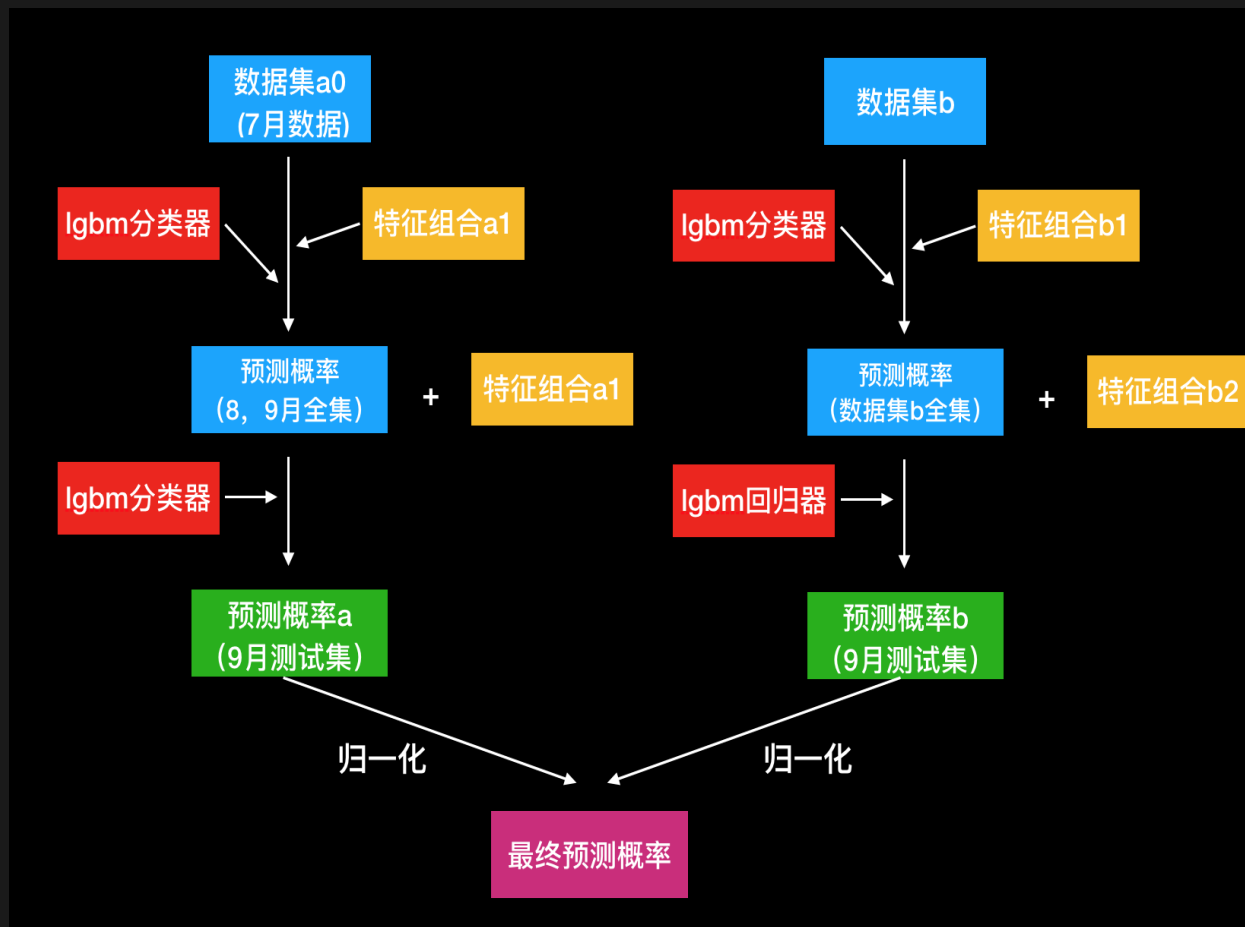 数据集a0
(7月数据)
数据集b
lgbm分类器
特征组合a1
lgbm分类器
特征组合b1
预测概率
(8，9月全集)
+
特征组合a1
预测概率
(数据集b全集)
+
特征组合b2
lgbm分类器
lgbm回归器
预测概率a
(9月测试集)
预测概率b
(9月测试集)
归一化
归一化
最终预测概率